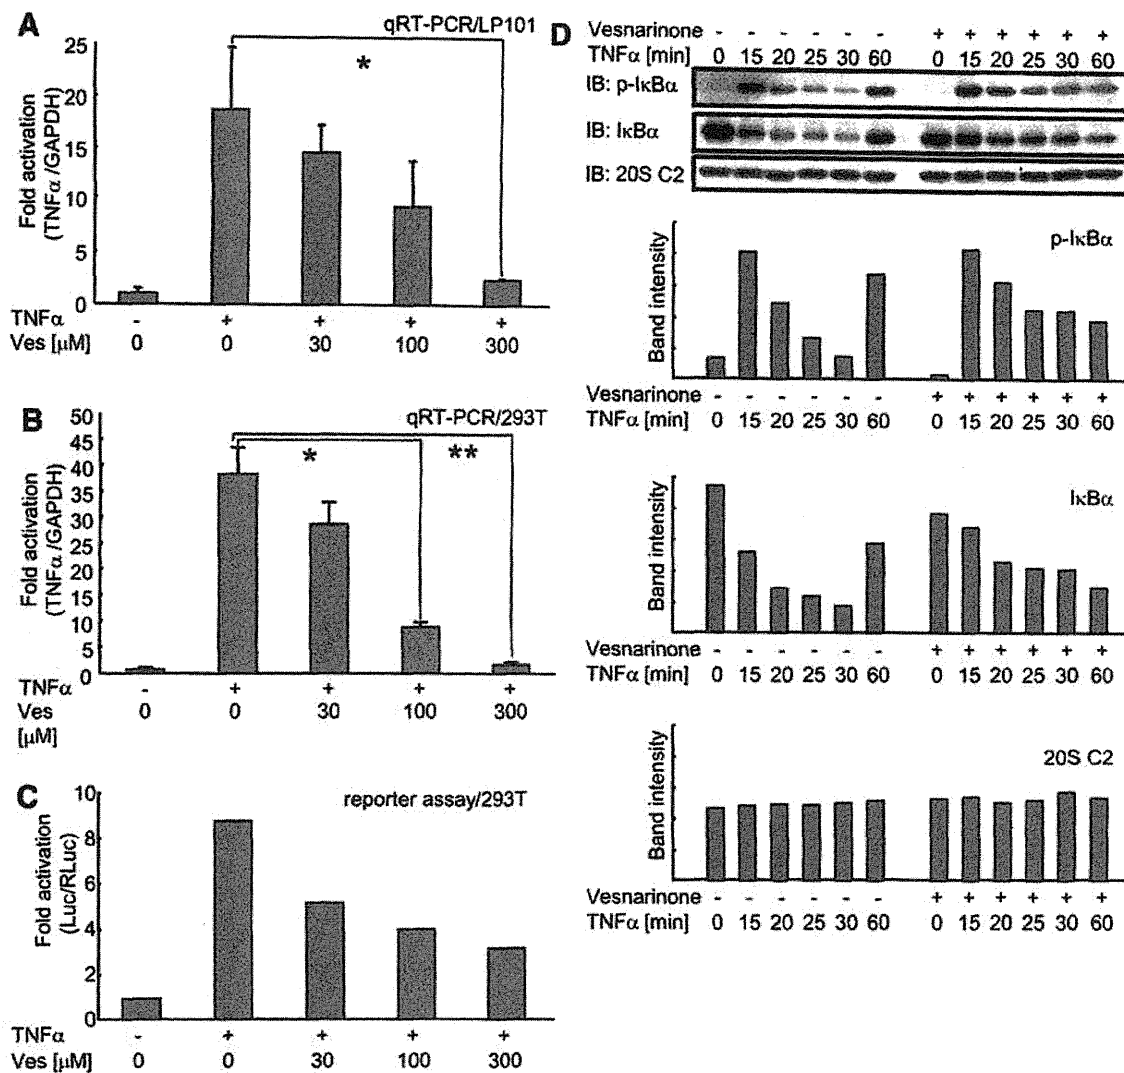 A
qRT-PCR/LP101
25
20
15
10
5
0
Fold activation
(TNFα /GAPDH)
*
TNFα - + + + +
Ves [μM] 0 0 30 100 300
B
qRT-PCR/293T
50
45
40
35
30
25
20
15
10
5
0
Fold activation
(TNFα /GAPDH)
* **
TNFα - + + + +
Ves 0 0 30 100 300
[μM]
C
reporter assay/293T
10
8
6
4
2
0
Fold activation
(Luc/RLuc)
TNFα - + + + +
Ves [μM] 0 0 30 100 300
D
Vesnarinone - - - - - - + + + + + +
TNFα [min] 0 15 20 25 30 60 0 15 20 25 30 60
IB: p-IκBα
IB: IκBα
IB: 20S C2
p-IκBα
Band intensity
Vesnarinone - - - - - - + + + + + +
TNFα [min] 0 15 20 25 30 60 0 15 20 25 30 60
IκBα
Band intensity
Vesnarinone - - - - - - + + + + + +
TNFα [min] 0 15 20 25 30 60 0 15 20 25 30 60
20S C2
Band intensity
Vesnarinone - - - - - - + + + + + +
TNFα [min] 0 15 20 25 30 60 0 15 20 25 30 60